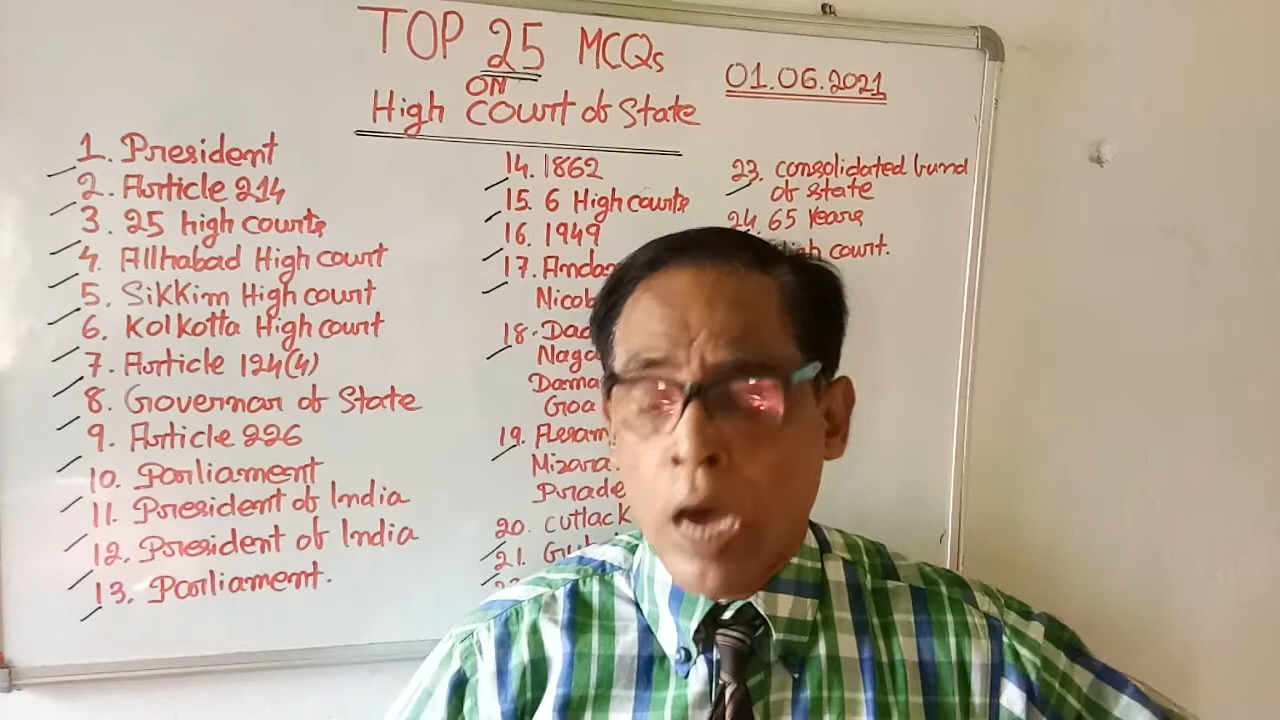 TOP 25 MCQs
ON
High Court of State
01.06.2021
1. President
2. Article 214
3. 25 high courts
4. Allhabad High court
5. Sikkim High court
6. Kolkotta High court
7. Article 124(4)
8. Governor of State
9. Article 226
10. Parliament
11. President of India
12. President of India
13. Parliament.
14. 1862
15. 6 High courts
16. 1949
17.
18.
19.
20. cuttack
21.
23. consolidated fund
of state
24. 65 Years
court.